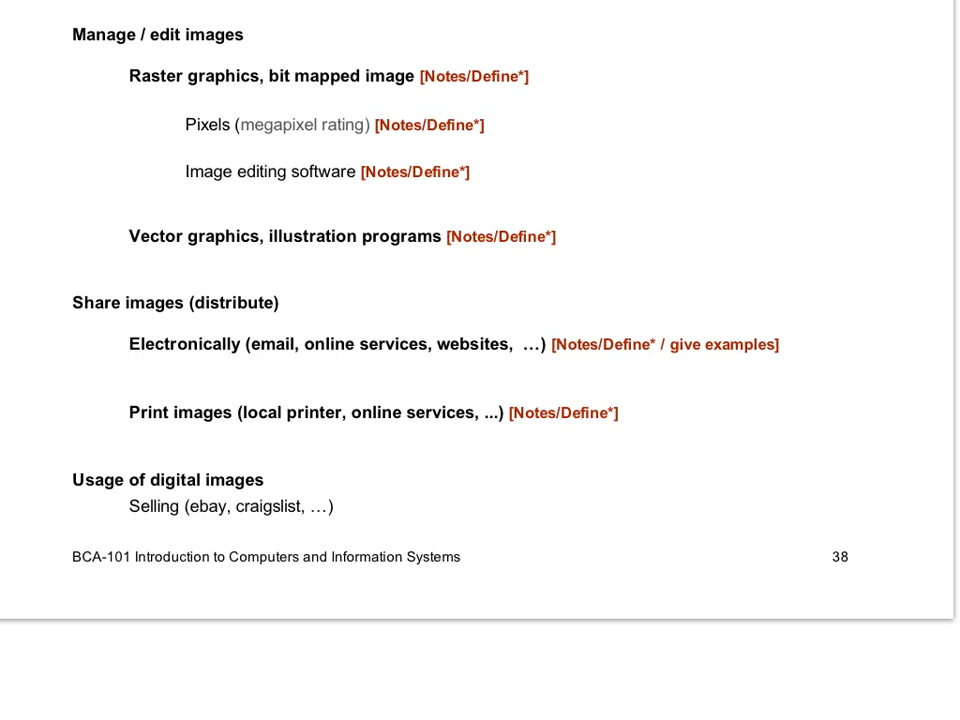 Manage / edit images
Raster graphics, bit mapped image [Notes/Define*]
Pixels (megapixel rating) [Notes/Define*]
Image editing software [Notes/Define*]
Vector graphics, illustration programs [Notes/Define*]
Share images (distribute)
Electronically (email, online services, websites,  …) [Notes/Define* / give examples]
Print images (local printer, online services, ...) [Notes/Define*]
Usage of digital images
Selling (ebay, craigslist, …)
BCA-101 Introduction to Computers and Information Systems 38